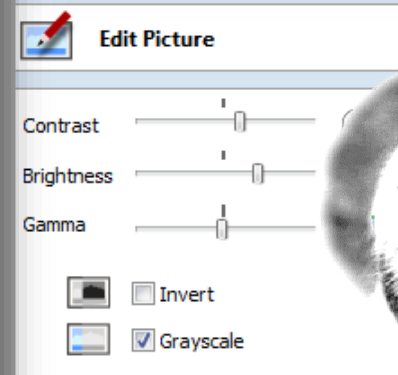 Edit Picture
Contrast
Brightness
Gamma
Invert
Grayscale